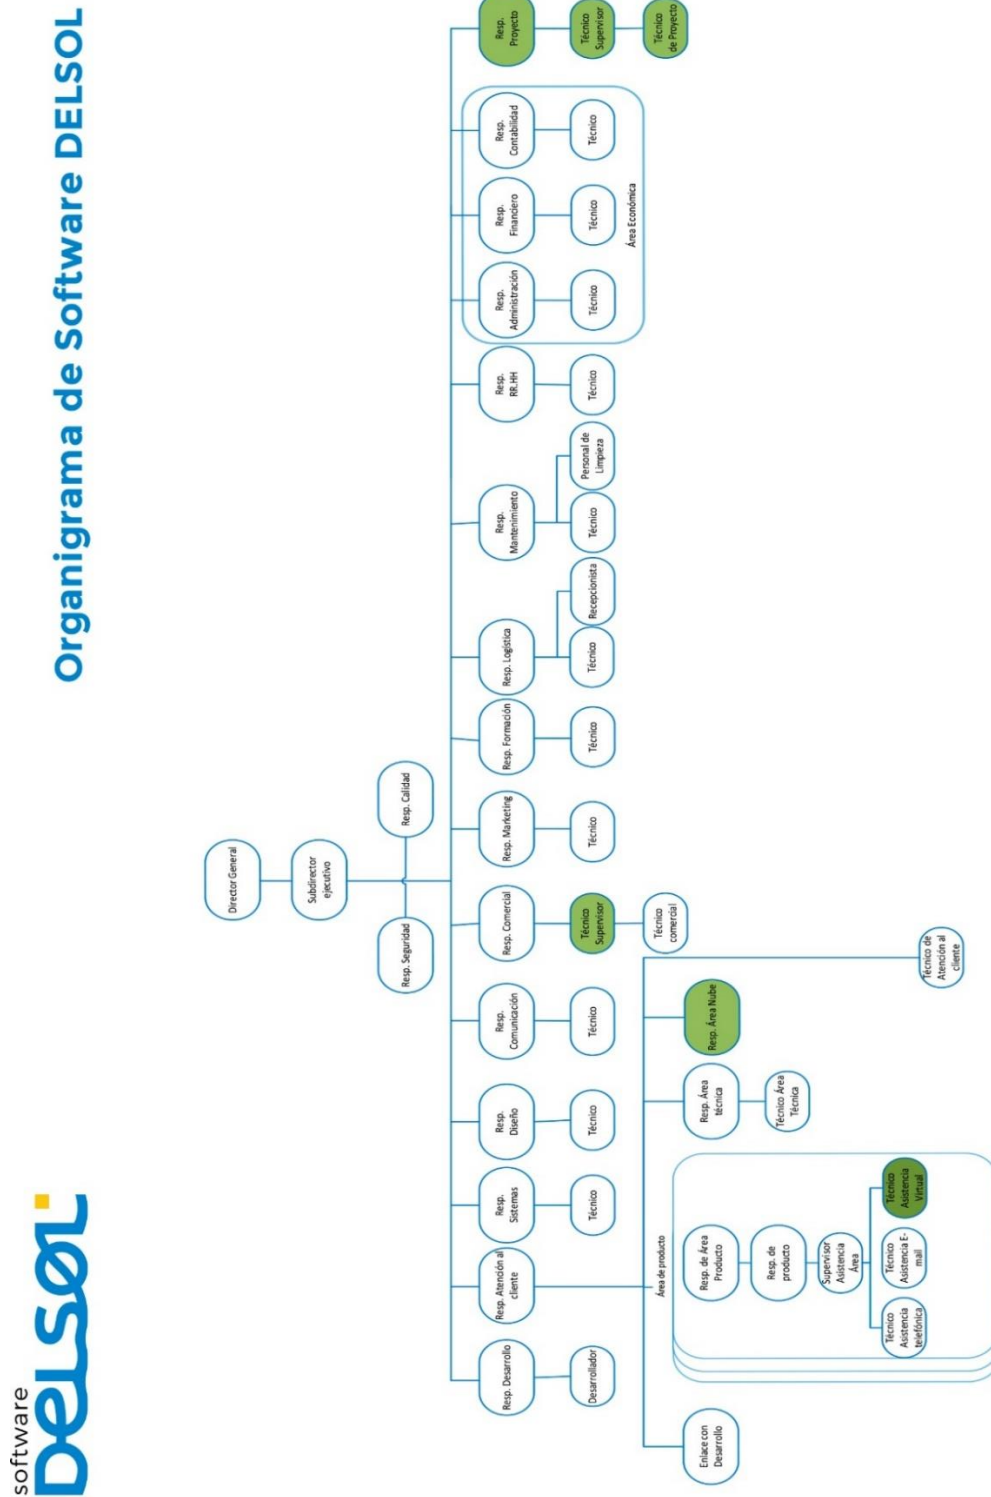 software
DELSOL
Organigrama de Software DELSOL
Director General
Subdirector
ejecutivo
Resp. Seguridad
Resp. Calidad
Resp. Desarrollo
Resp. Atención al
cliente
Resp.
Sistemas
Resp.
Diseño
Resp.
Comunicación
Resp. Comercial
Resp. Marketing
Resp. Formación
Resp. Logística
Resp.
Mantenimiento
Resp.
RR.HH
Resp.
Administración
Resp.
Financiero
Resp.
Contabilidad
Resp.
Proyecto
Desarrollador
Técnico
Técnico
Técnico
Técnico
Supervisor
Técnico
Técnico
Técnico
Recepcionista
Técnico
Personal de
Limpieza
Técnico
Técnico
Técnico
Técnico
Técnico
Supervisor
Área Económica
Técnico
comercial
Técnico
de Proyecto
Área de producto
Enlace con
Desarrollo
Resp. de Área
Producto
Resp. Área
técnica
Resp. Área Nube
Resp. de
producto
Técnico Área
Técnica
Supervisor
Asistencia
Área
Técnico
Asistencia
telefónica
Técnico
Asistencia E-
mail
Técnico
Asistencia
Virtual
Técnico de
Atención al
cliente